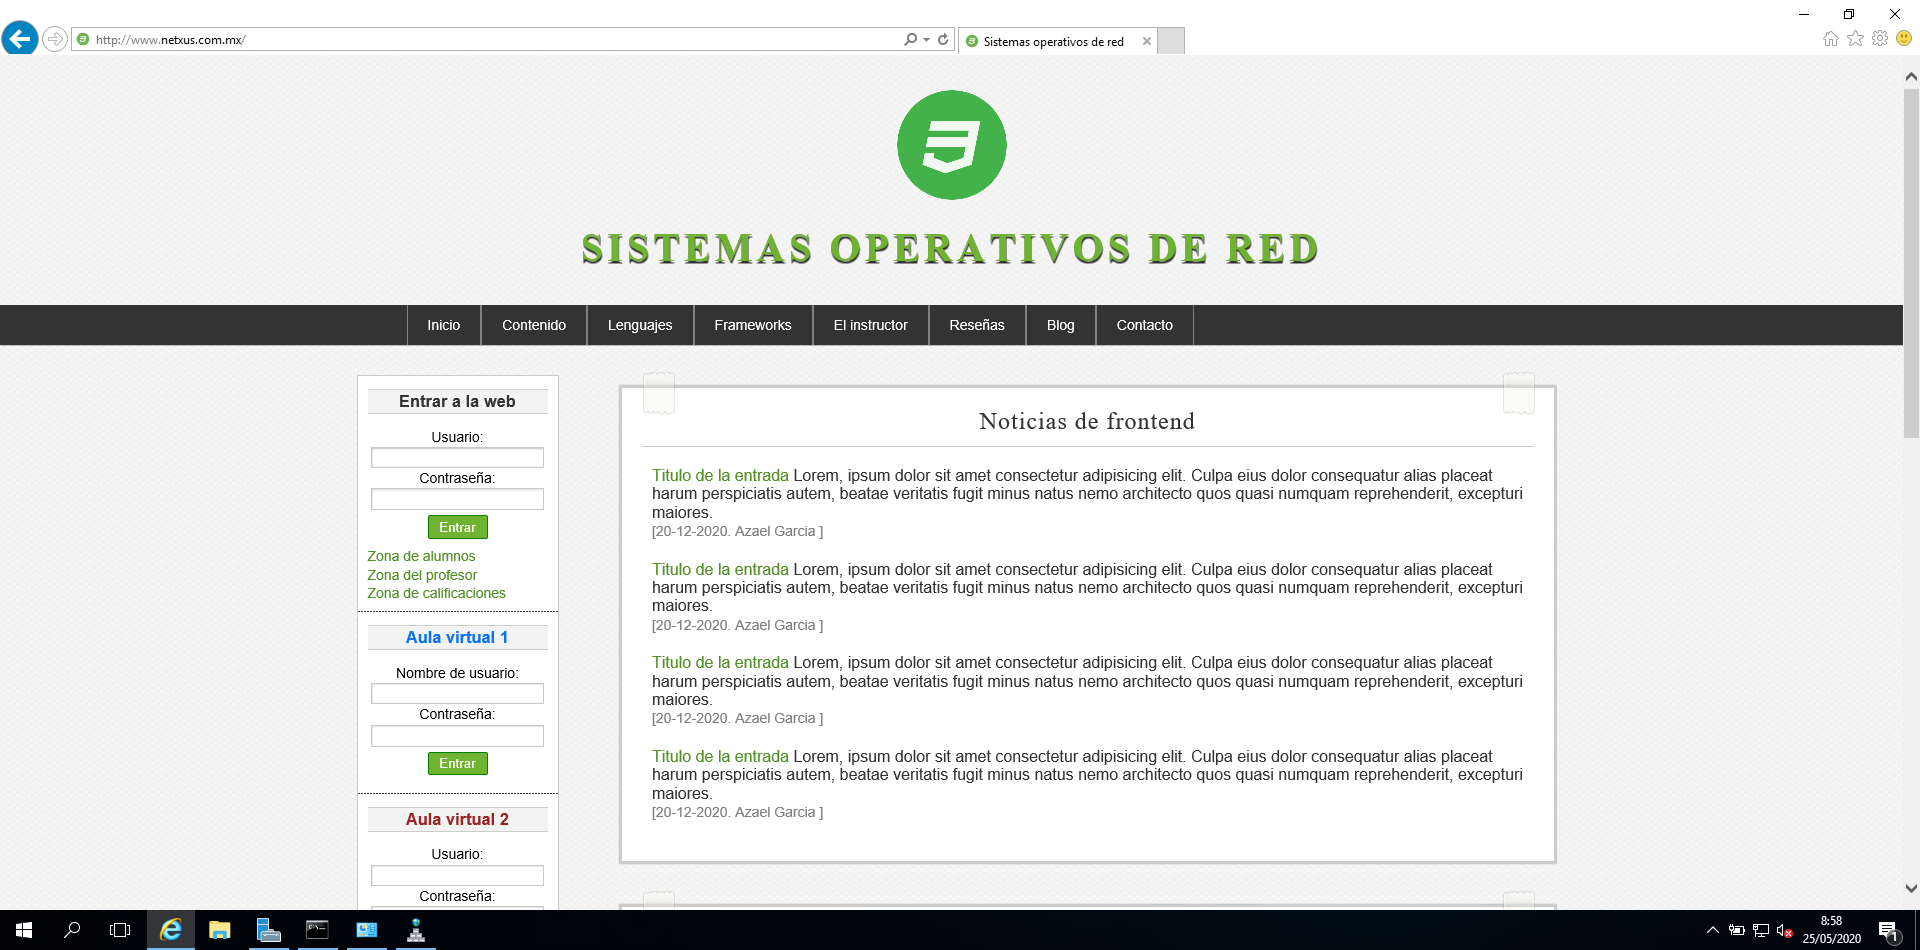 http://www.netxus.com.mx/
Sistemas operativos de red
SISTEMAS OPERATIVOS DE RED
Inicio
Contenido
Lenguajes
Frameworks
El instructor
Reseñas
Blog
Contacto
Entrar a la web
Usuario:
Contraseña:
Entrar
Zona de alumnos
Zona del profesor
Zona de calificaciones
Aula virtual 1
Nombre de usuario:
Contraseña:
Entrar
Aula virtual 2
Usuario:
Contraseña:
Noticias de frontend
Titulo de la entrada Lorem, ipsum dolor sit amet consectetur adipisicing elit. Culpa eius dolor consequatur alias placeat
harum perspiciatis autem, beatae veritatis fugit minus natus nemo architecto quos quasi numquam reprehenderit, excepturi
maiores.
[20-12-2020. Azael Garcia ]
Titulo de la entrada Lorem, ipsum dolor sit amet consectetur adipisicing elit. Culpa eius dolor consequatur alias placeat
harum perspiciatis autem, beatae veritatis fugit minus natus nemo architecto quos quasi numquam reprehenderit, excepturi
maiores.
[20-12-2020. Azael Garcia ]
Titulo de la entrada Lorem, ipsum dolor sit amet consectetur adipisicing elit. Culpa eius dolor consequatur alias placeat
harum perspiciatis autem, beatae veritatis fugit minus natus nemo architecto quos quasi numquam reprehenderit, excepturi
maiores.
[20-12-2020. Azael Garcia ]
Titulo de la entrada Lorem, ipsum dolor sit amet consectetur adipisicing elit. Culpa eius dolor consequatur alias placeat
harum perspiciatis autem, beatae veritatis fugit minus natus nemo architecto quos quasi numquam reprehenderit, excepturi
maiores.
[20-12-2020. Azael Garcia ]
8:58
25/05/2020
1